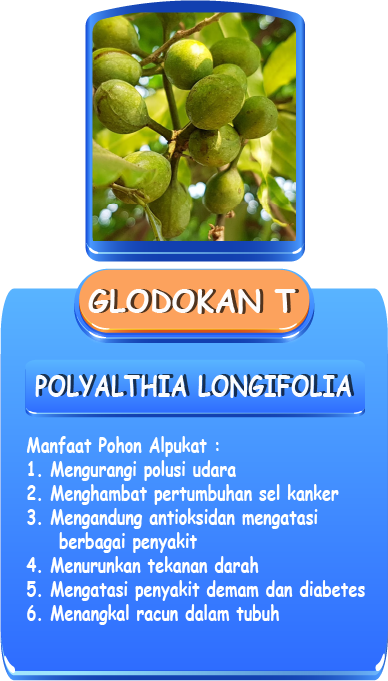 GLODOKAN T
POLYALTHIA LONGIFOLIA
Manfaat Pohon Alpukat :
1. Mengurangi polusi udara
2. Menghambat pertumbuhan sel kanker
3. Mengandung antioksidan mengatasi
berbagai penyakit
4. Menurunkan tekanan darah
5. Mengatasi penyakit demam dan diabetes
6. Menangkal racun dalam tubuh